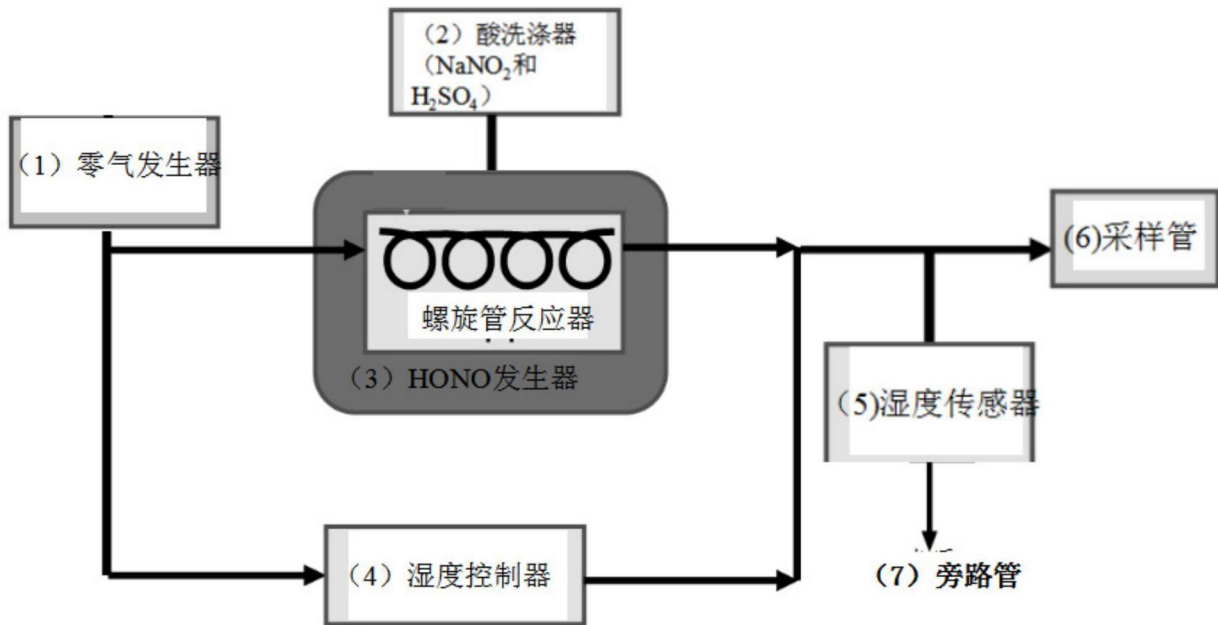 （2）酸洗涤器
（NaNO₂和
H₂SO₄）
（1）零气发生器
(6)采样管
螺旋管反应器
（3）HONO发生器
（5)湿度传感器
（4）湿度控制器
（7）旁路管